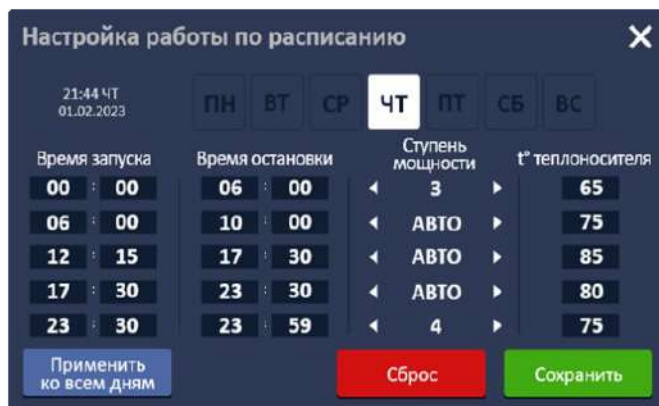 Настройка работы по расписанию
21:44 ЧТ
01.02.2023
ПН ВТ СР ЧТ ПТ СБ ВС
Время запуска Время остановки Ступень мощности t° теплоносителя
00 : 00 06 : 00 3 65
06 : 00 10 : 00 АВТО 75
12 : 15 17 : 30 АВТО 85
17 : 30 23 : 30 АВТО 80
23 : 30 23 : 59 4 75
Применить
ко всем дням
Сброс
Сохранить